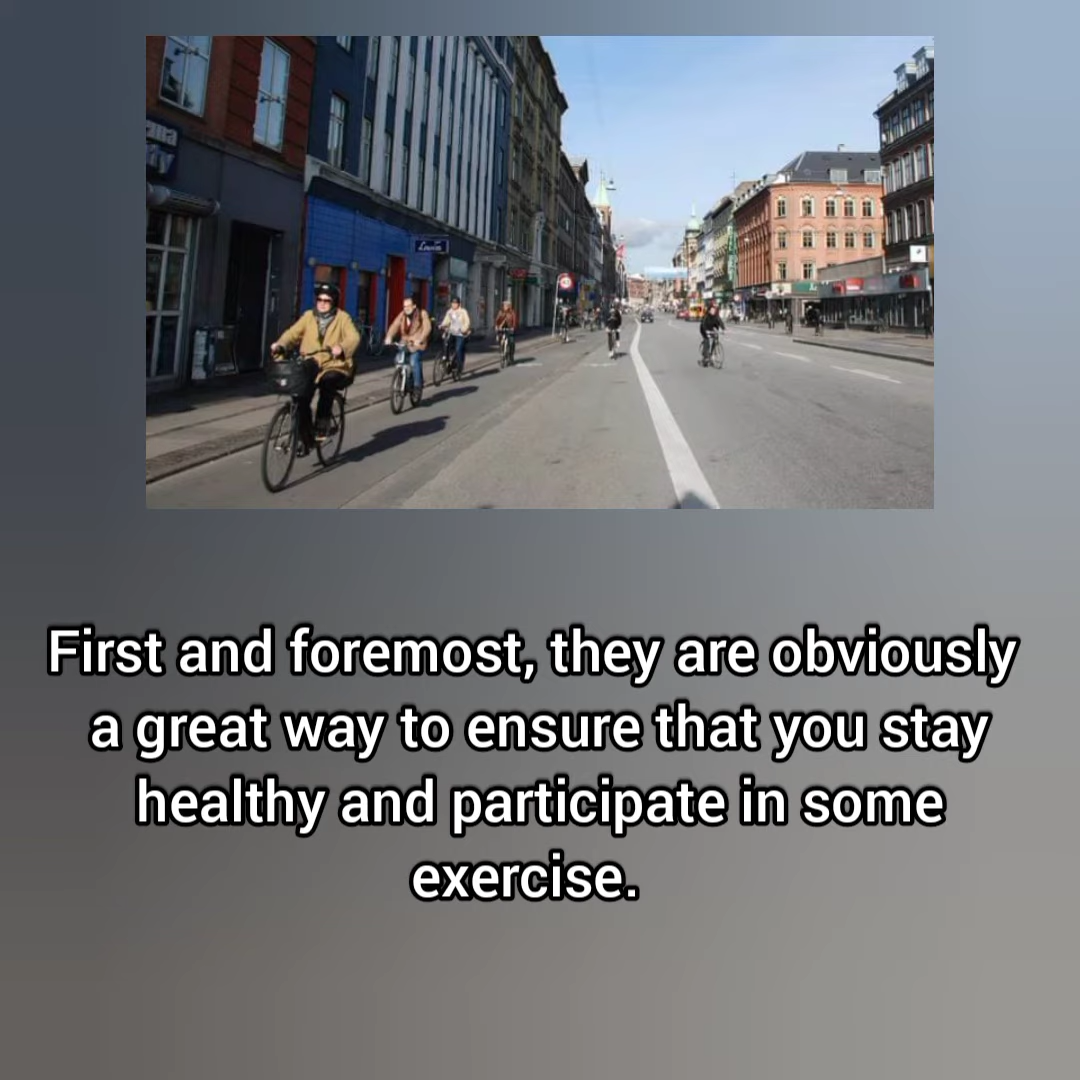 First and foremost, they are obviously
a great way to ensure that you stay
healthy and participate in some
exercise.